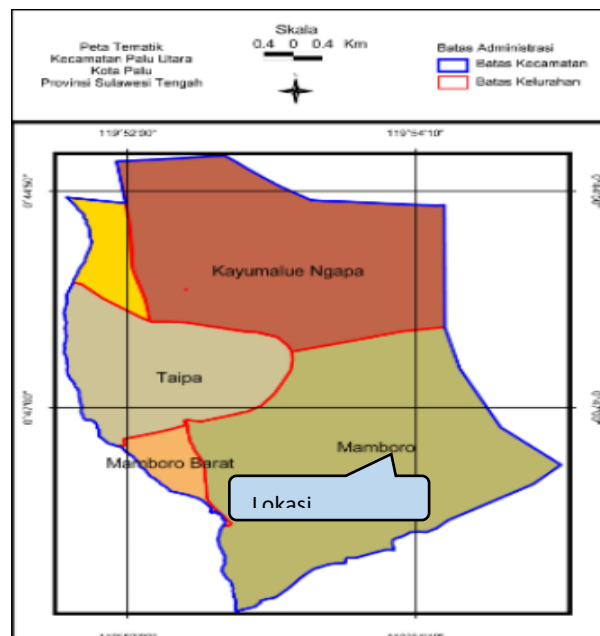 Peta Tematik
Kecamatan Palu Utara
Kota Palu
Provinsi Sulawesi Tengah
Skala
0.4 0 0.4 Km
Batas Administrasi
Batas Kecamatan
Batas Kelurahan
119°52'00" 119°54'10"
Kayumalue Ngapa
Taipa
Mamboro Barat
Mamboro
Lokasi